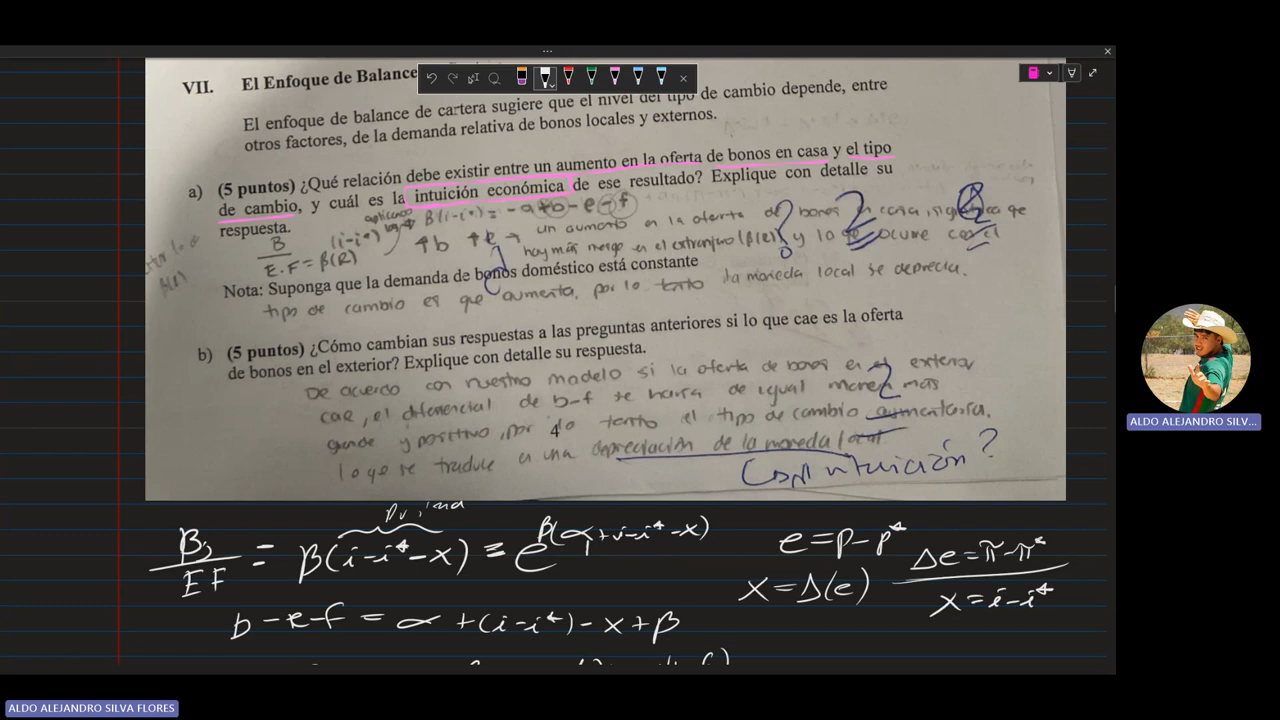 VII. El Enfoque de Balance
El enfoque de balance de cartera sugiere que el nivel del tipo de cambio depende, entre
otros factores, de la demanda relativa de bonos locales y externos.
a) (5 puntos) ¿Qué relación debe existir entre un aumento en la oferta de bonos en casa y el tipo
de cambio, y cuál es la intuición económica de ese resultado? Explique con detalle su
respuesta.
β(i-i*) = -a+b-e-f
un aumento en la oferta de bonos en casa, que
B/E.F = β(R) (i-i*) ↑b ↑e → hay más riesgo en el extranjero (β(R)) y lo ocurre con el
Nota: Suponga que la demanda de bonos doméstico está constante
tipo de cambio es que aumenta, por lo tanto la moneda local se deprecia.
b) (5 puntos) ¿Cómo cambian sus respuestas a las preguntas anteriores si lo que cae es la oferta
de bonos en el exterior? Explique con detalle su respuesta.
De acuerdo con nuestro modelo si la oferta de bonos en el exterior
cae, el diferencial de b-f se haría de igual manera más
grande y positivo, por lo tanto el tipo de cambio aumentaría,
4
lo que se traduce en una depreciación de la moneda local
Cont intuición?
B/EF = β(i-i*-x) = e^β(α+i-i*-x)
e = p-p*
Δe = π-π*
x = Δ(e)
x = i-i*
b-e-f = α+(i-i*)-x+β
ALDO ALEJANDRO SILV...
ALDO ALEJANDRO SILVA FLORES